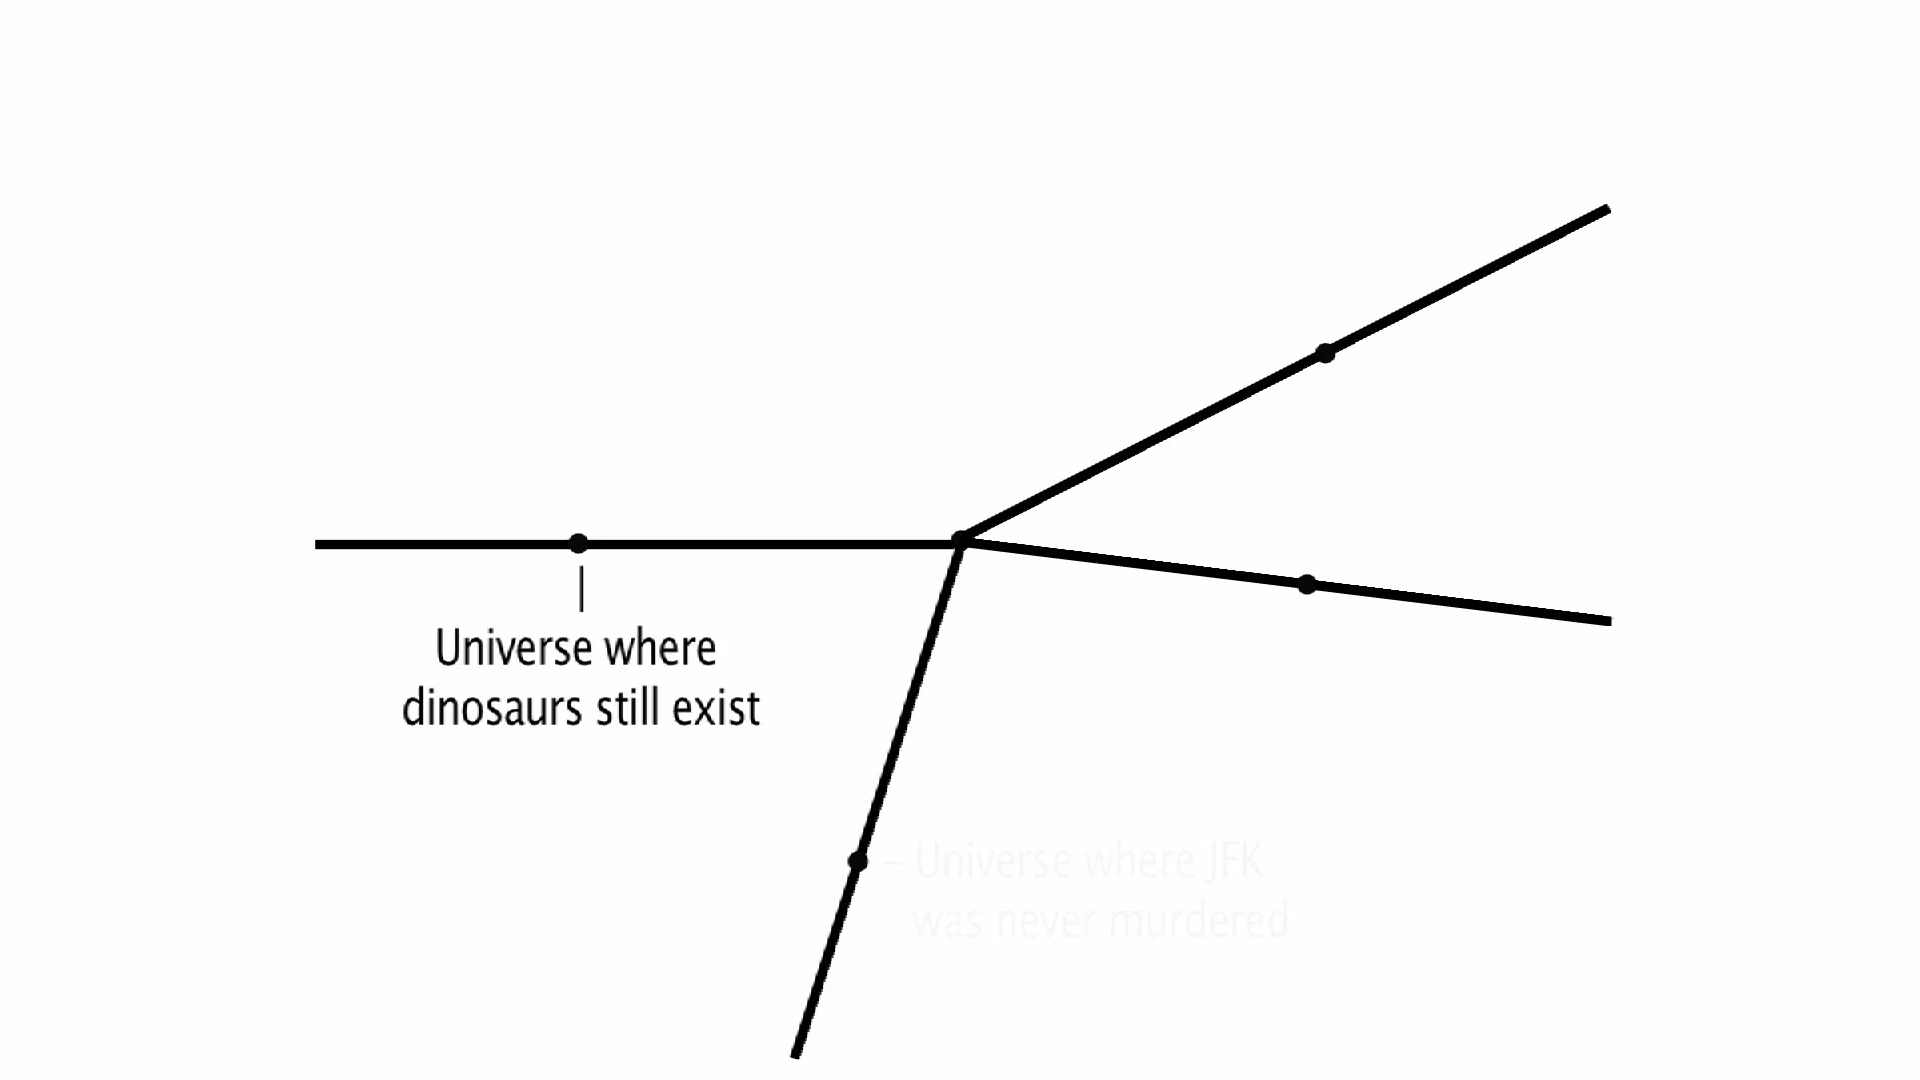 Universe where
dinosaurs still exist
– Universe where JFK
was never murdered